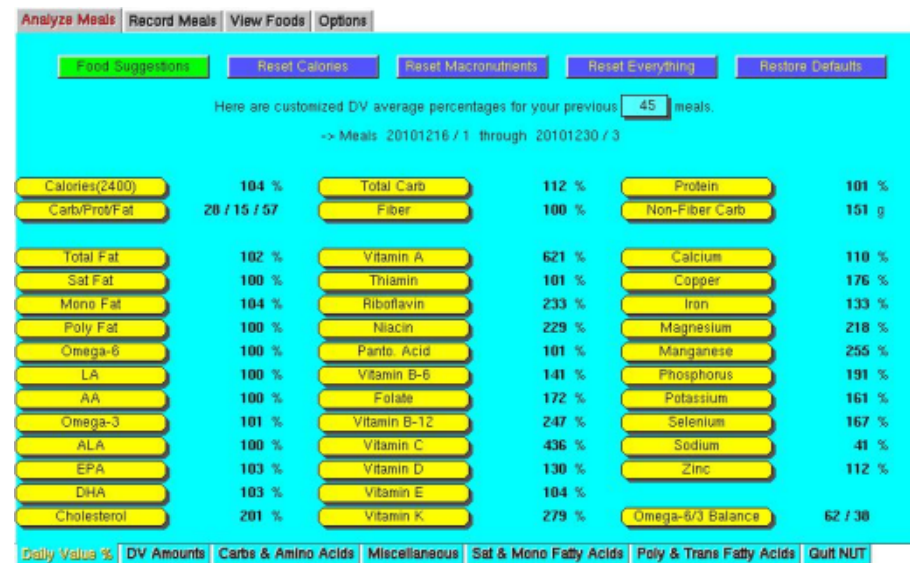 Analyze Meals Record Meals View Foods Options
Food Suggestions Reset Calories Reset Macronutrients Reset Everything Restore Defaults
Here are customized DV average percentages for your previous 45 meals.
-> Meals 20101216 / 1 through 20101230 / 3
Calories(2400) 104 % Total Carb 112 % Protein 101 %
Carb/Prot/Fat 28 / 15 / 57 Fiber 100 % Non-Fiber Carb 151 g
Total Fat 102 % Vitamin A 621 % Calcium 110 %
Sat Fat 100 % Thiamin 101 % Copper 176 %
Mono Fat 104 % Riboflavin 233 % Iron 133 %
Poly Fat 100 % Niacin 229 % Magnesium 218 %
Omega-6 100 % Panto. Acid 101 % Manganese 255 %
LA 100 % Vitamin B-6 141 % Phosphorus 191 %
AA 100 % Folate 172 % Potassium 161 %
Omega-3 101 % Vitamin B-12 247 % Selenium 167 %
ALA 100 % Vitamin C 436 % Sodium 41 %
EPA 103 % Vitamin D 130 % Zinc 112 %
DHA 103 % Vitamin E 104 %
Cholesterol 201 % Vitamin K 279 % Omega-6/3 Balance 62 / 38
Daily Value % DV Amounts Carbs & Amino Acids Miscellaneous Sat & Mono Fatty Acids Poly & Trans Fatty Acids Quit NUT